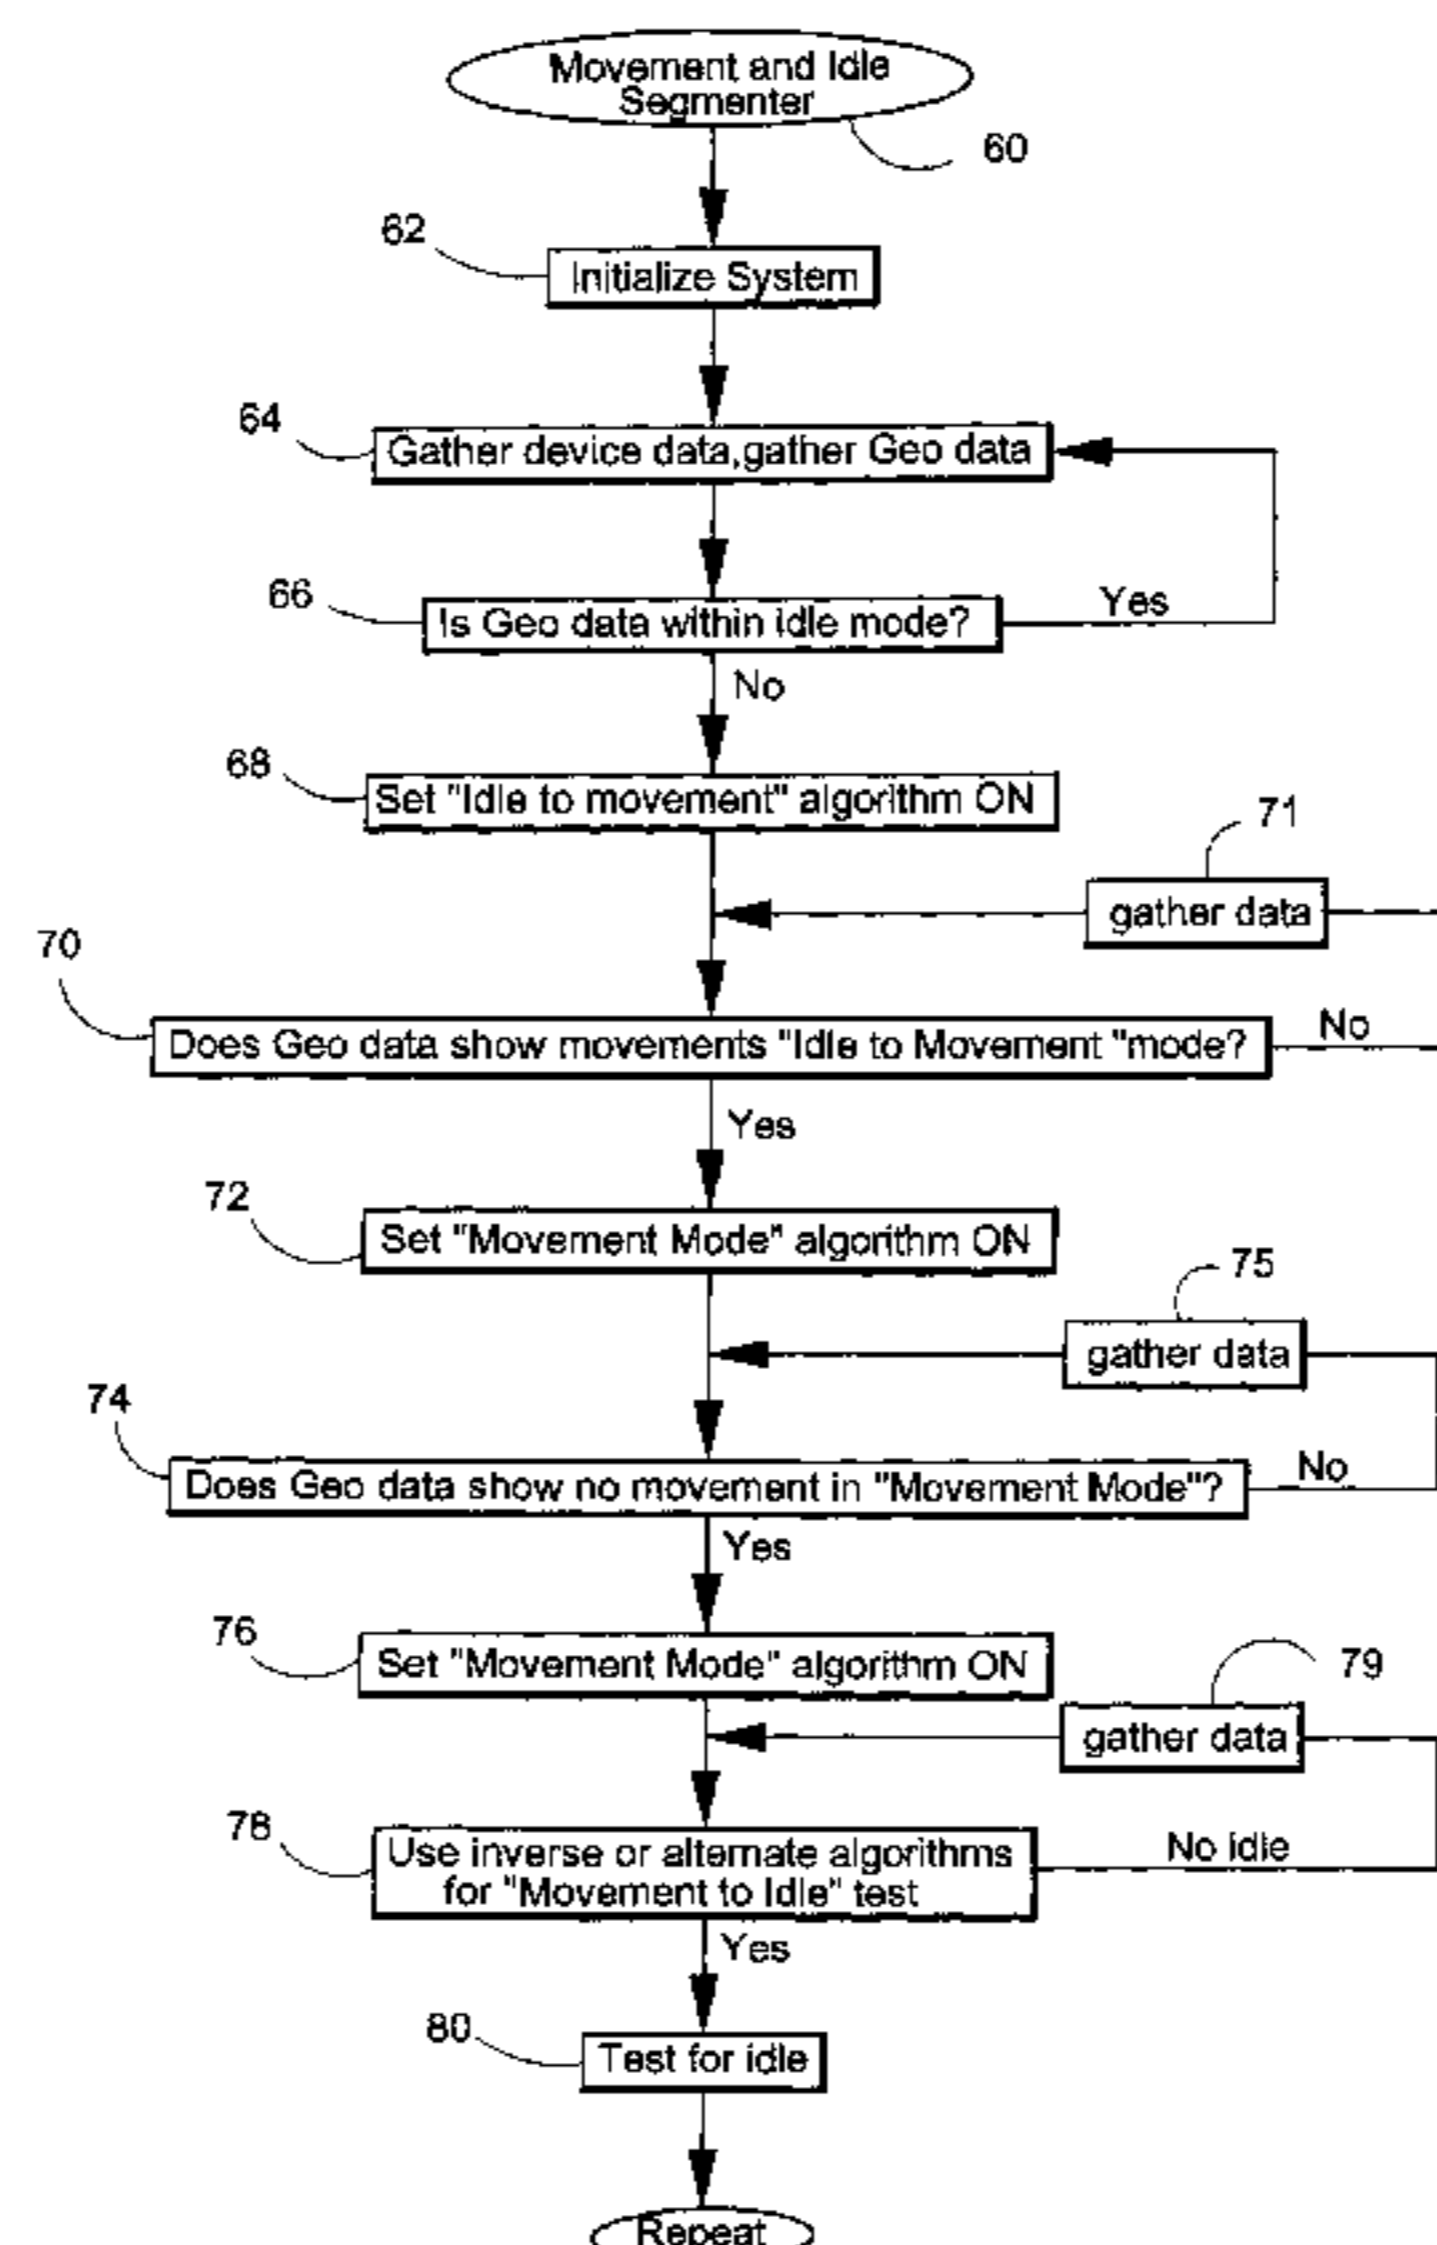 Movement and Idle
Segmenter
60
62
Initialize System
64
Gather device data,gather Geo data
66
Is Geo data within idle mode?
Yes
No
68
Set "Idle to movement" algorithm ON
71
gather data
70
Does Geo data show movements "Idle to Movement "mode?
No
Yes
72
Set "Movement Mode" algorithm ON
75
gather data
74
Does Geo data show no movement in "Movement Mode"?
No
Yes
76
Set "Movement Mode" algorithm ON
79
gather data
78
Use inverse or alternate algorithms
for "Movement to Idle" test
No idle
Yes
80
Test for idle
Repeat